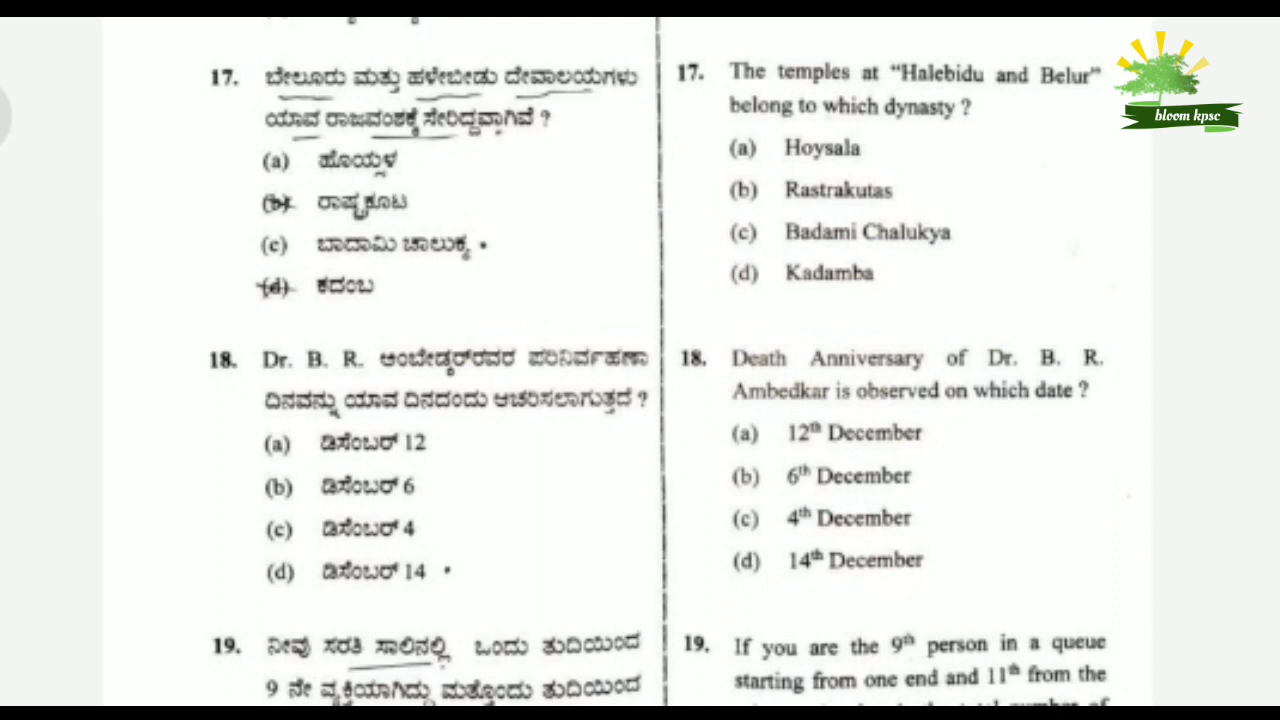 17. ಬೇಲೂರು ಮತ್ತು ಹಳೇಬೀಡು ದೇವಾಲಯಗಳು
ಯಾವ ರಾಜವಂಶಕ್ಕೆ ಸೇರಿದ್ದವಾಗಿವೆ ?
(a) ಹೊಯ್ಸಳ
(b) ರಾಷ್ಟ್ರಕೂಟ
(c) ಬಾದಾಮಿ ಚಾಲುಕ್ಯ
(d) ಕದಂಬ
18. Dr. B. R. ಅಂಬೇಡ್ಕರ್‌ರವರ ಪರಿನಿರ್ವಹಣಾ
ದಿನವನ್ನು ಯಾವ ದಿನದಂದು ಆಚರಿಸಲಾಗುತ್ತದೆ ?
(a) ಡಿಸೆಂಬರ್ 12
(b) ಡಿಸೆಂಬರ್ 6
(c) ಡಿಸೆಂಬರ್ 4
(d) ಡಿಸೆಂಬರ್ 14
19. ನೀವು ಸರತಿ ಸಾಲಿನಲ್ಲಿ ಒಂದು ತುದಿಯಿಂದ
9 ನೇ ವ್ಯಕ್ತಿಯಾಗಿದ್ದು ಮತ್ತೊಂದು ತುದಿಯಿಂದ
17. The temples at “Halebidu and Belur”
belong to which dynasty ?
(a) Hoysala
(b) Rastrakutas
(c) Badami Chalukya
(d) Kadamba
18. Death Anniversary of Dr. B. R.
Ambedkar is observed on which date ?
(a) 12th December
(b) 6th December
(c) 4th December
(d) 14th December
19. If you are the 9th person in a queue
starting from one end and 11th from the
bloom kpsc